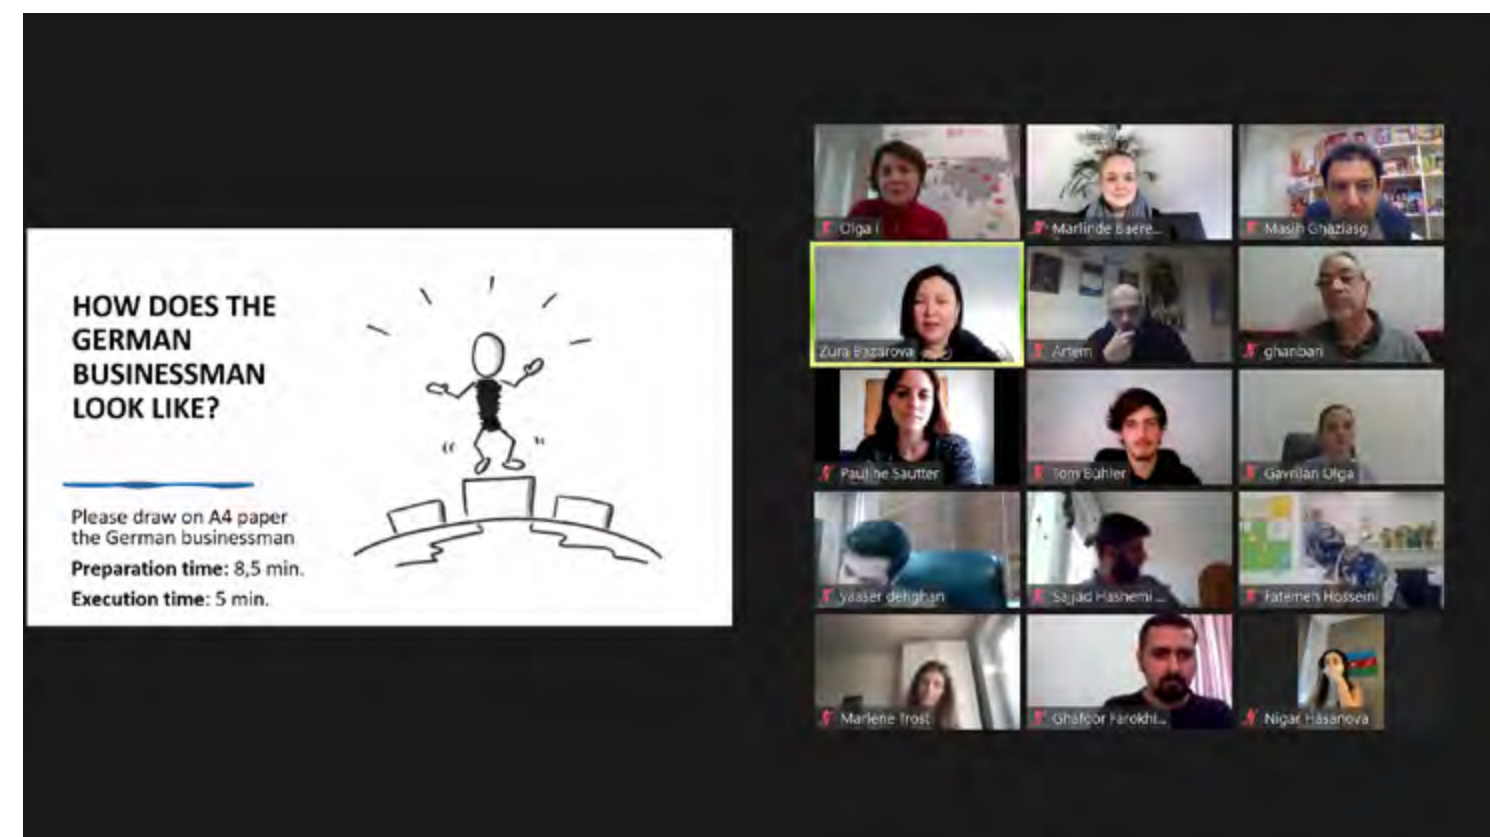 HOW DOES THE
GERMAN
BUSINESSMAN
LOOK LIKE?
Please draw on A4 paper
the German businessman
Preparation time: 8,5 min.
Execution time: 5 min.
Olga I
Marlinde Baere...
Masih Ghaziasg
Zura Bazarova
Artem
ghanbari
Pauline Sautter
Tom Bühler
Gavrilan Olga
yaaser dehghan
Sajjad Hashemi ...
Fatemeh Hosseini
Marlene Trost
Ghafoor Farokhi...
Nigar Hasanova